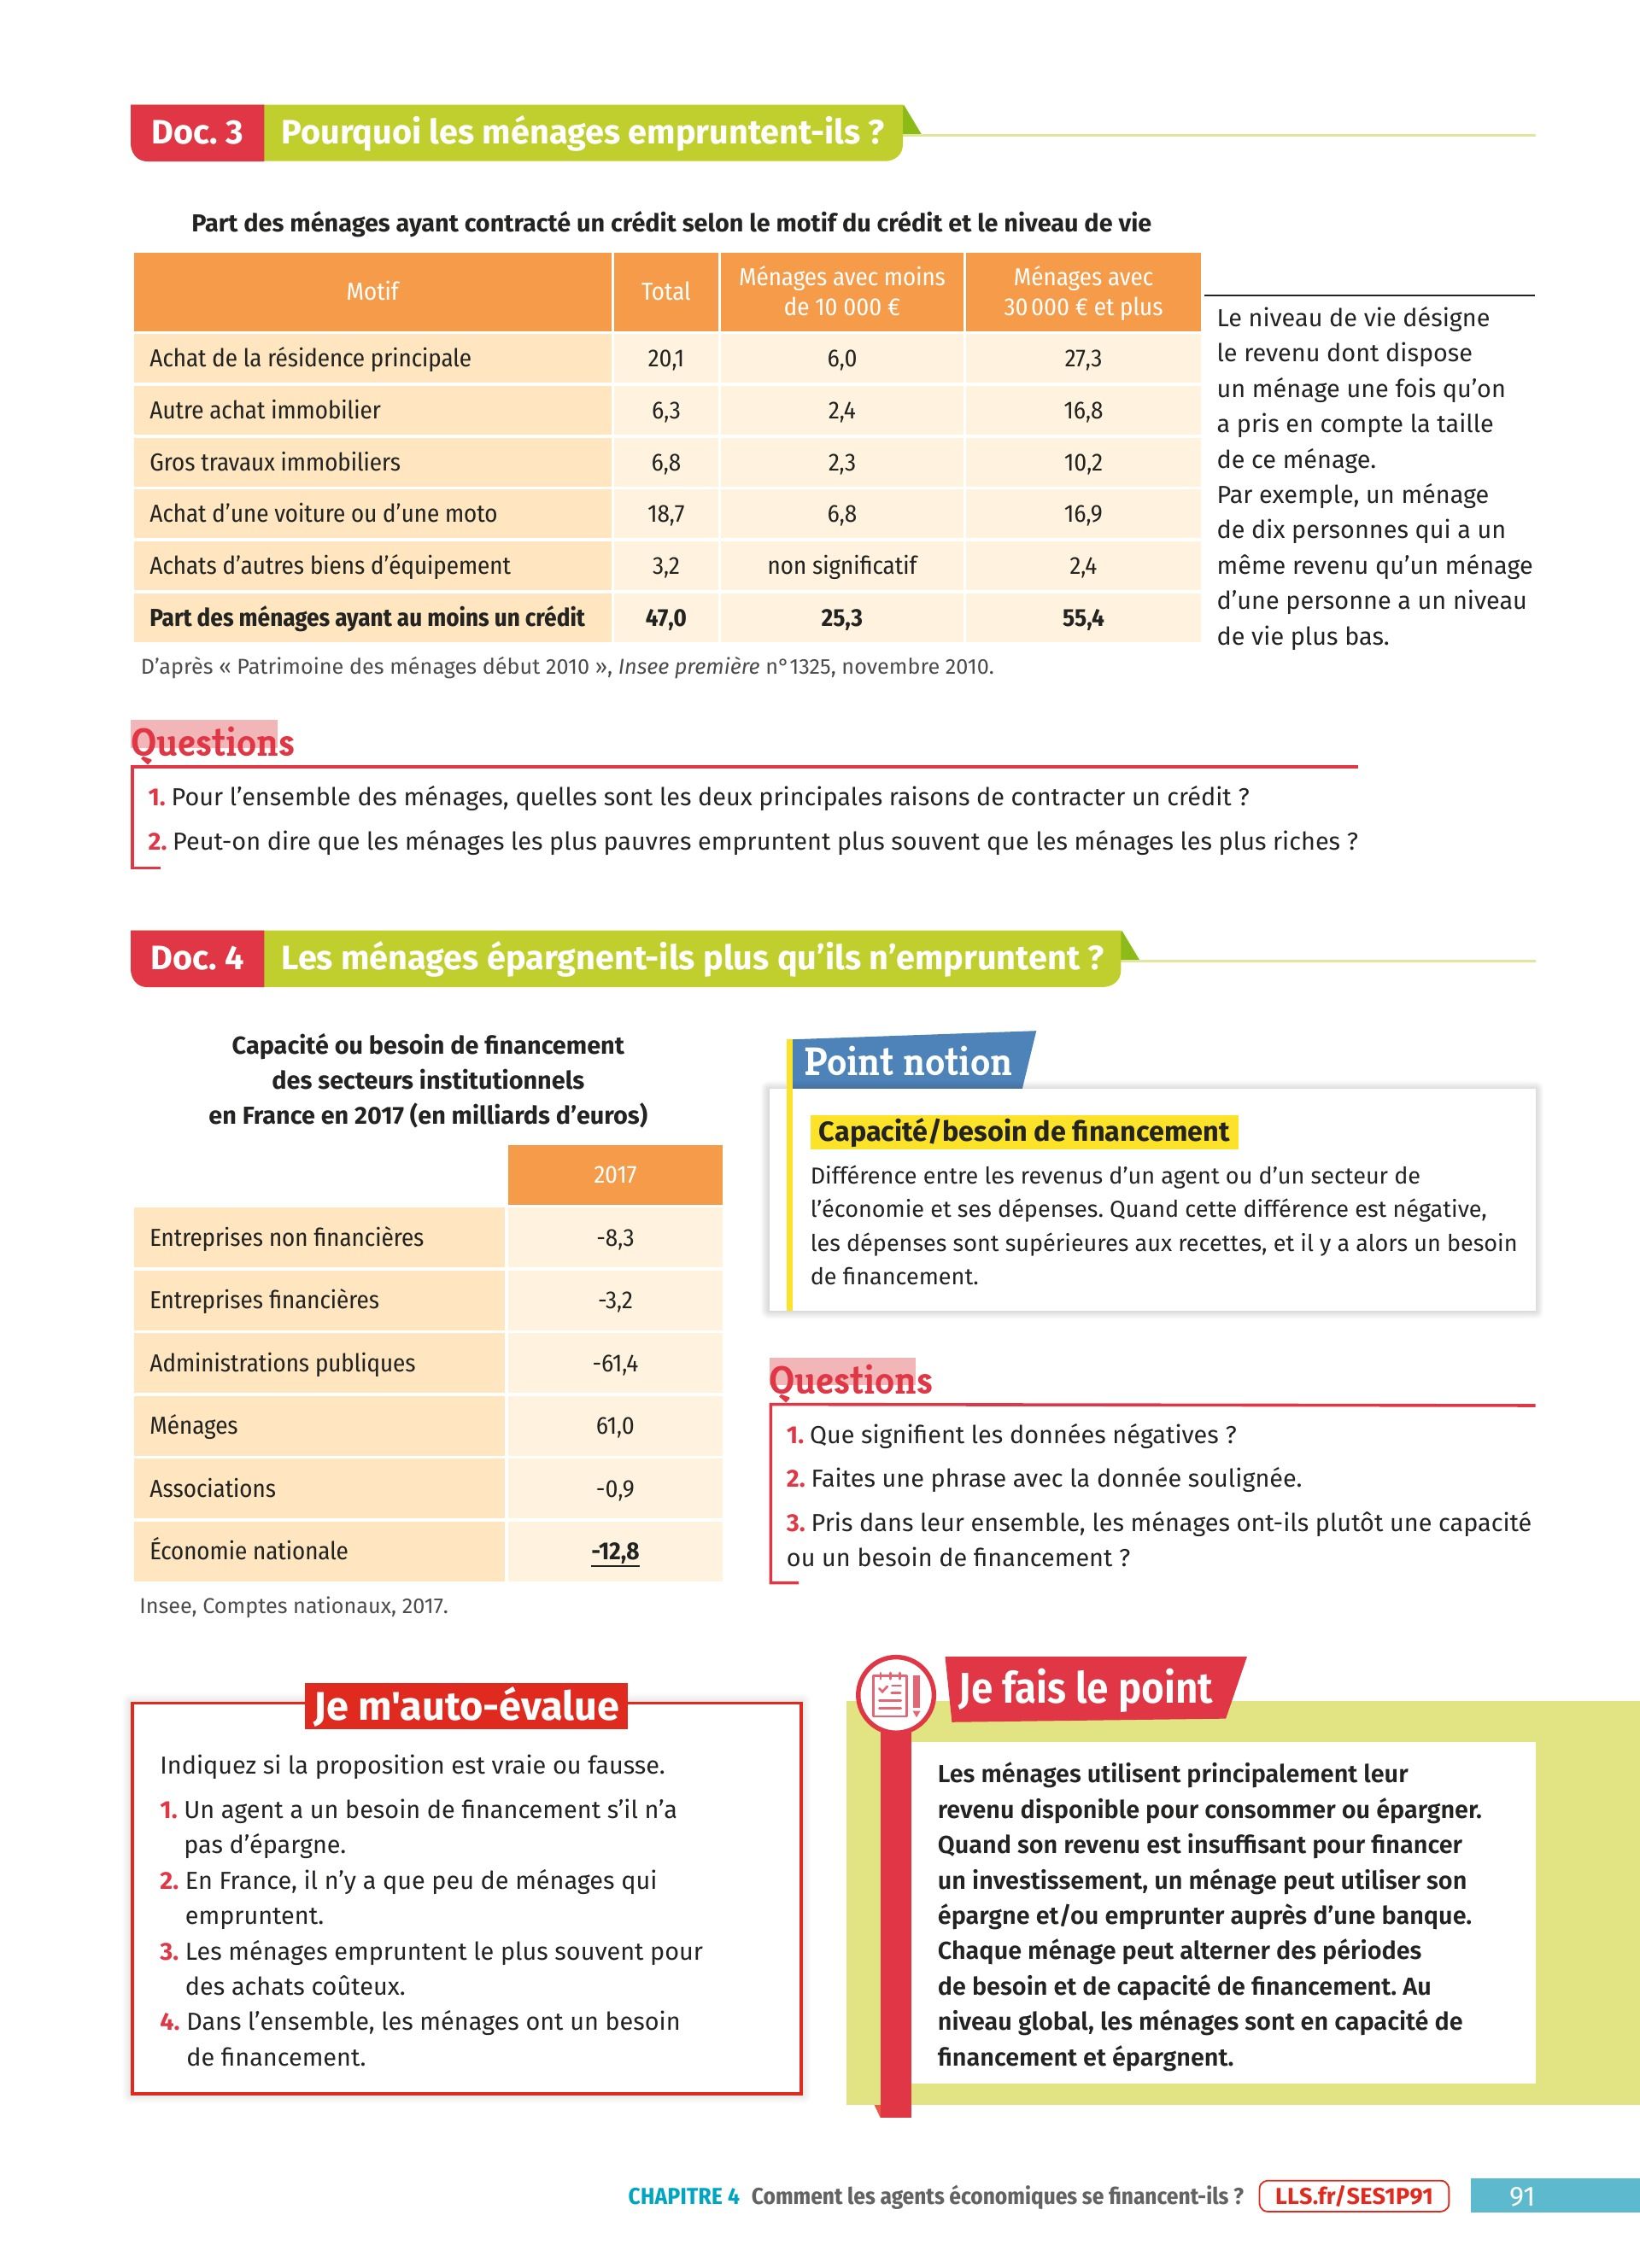 Doc. 3 Pourquoi les ménages empruntent-ils ?
Part des ménages ayant contracté un crédit selon le motif du crédit et le niveau de vie
Motif Total Ménages avec moins de 10 000 € Ménages avec 30 000 € et plus
Achat de la résidence principale 20,1 6,0 27,3
Autre achat immobilier 6,3 2,4 16,8
Gros travaux immobiliers 6,8 2,3 10,2
Achat d’une voiture ou d’une moto 18,7 6,8 16,9
Achats d’autres biens d’équipement 3,2 non significatif 2,4
Part des ménages ayant au moins un crédit 47,0 25,3 55,4
D’après « Patrimoine des ménages début 2010 », Insee première n°1325, novembre 2010.
Le niveau de vie désigne
le revenu dont dispose
un ménage une fois qu’on
a pris en compte la taille
de ce ménage.
Par exemple, un ménage
de dix personnes qui a un
même revenu qu’un ménage
d’une personne a un niveau
de vie plus bas.
Questions
1. Pour l’ensemble des ménages, quelles sont les deux principales raisons de contracter un crédit ?
2. Peut-on dire que les ménages les plus pauvres empruntent plus souvent que les ménages les plus riches ?
Doc. 4 Les ménages épargnent-ils plus qu’ils n’empruntent ?
Capacité ou besoin de financement
des secteurs institutionnels
en France en 2017 (en milliards d’euros)
2017
Entreprises non financières -8,3
Entreprises financières -3,2
Administrations publiques -61,4
Ménages 61,0
Associations -0,9
Économie nationale -12,8
Insee, Comptes nationaux, 2017.
Point notion
Capacité/besoin de financement
Différence entre les revenus d’un agent ou d’un secteur de
l’économie et ses dépenses. Quand cette différence est négative,
les dépenses sont supérieures aux recettes, et il y a alors un besoin
de financement.
Questions
1. Que signifient les données négatives ?
2. Faites une phrase avec la donnée soulignée.
3. Pris dans leur ensemble, les ménages ont-ils plutôt une capacité
ou un besoin de financement ?
Je m'auto-évalue
Indiquez si la proposition est vraie ou fausse.
1. Un agent a un besoin de financement s’il n’a
pas d’épargne.
2. En France, il n’y a que peu de ménages qui
empruntent.
3. Les ménages empruntent le plus souvent pour
des achats coûteux.
4. Dans l’ensemble, les ménages ont un besoin
de financement.
Je fais le point
Les ménages utilisent principalement leur
revenu disponible pour consommer ou épargner.
Quand son revenu est insuffisant pour financer
un investissement, un ménage peut utiliser son
épargne et/ou emprunter auprès d’une banque.
Chaque ménage peut alterner des périodes
de besoin et de capacité de financement. Au
niveau global, les ménages sont en capacité de
financement et épargnent.
CHAPITRE 4 Comment les agents économiques se financent-ils ? LLS.fr/SES1P91 91